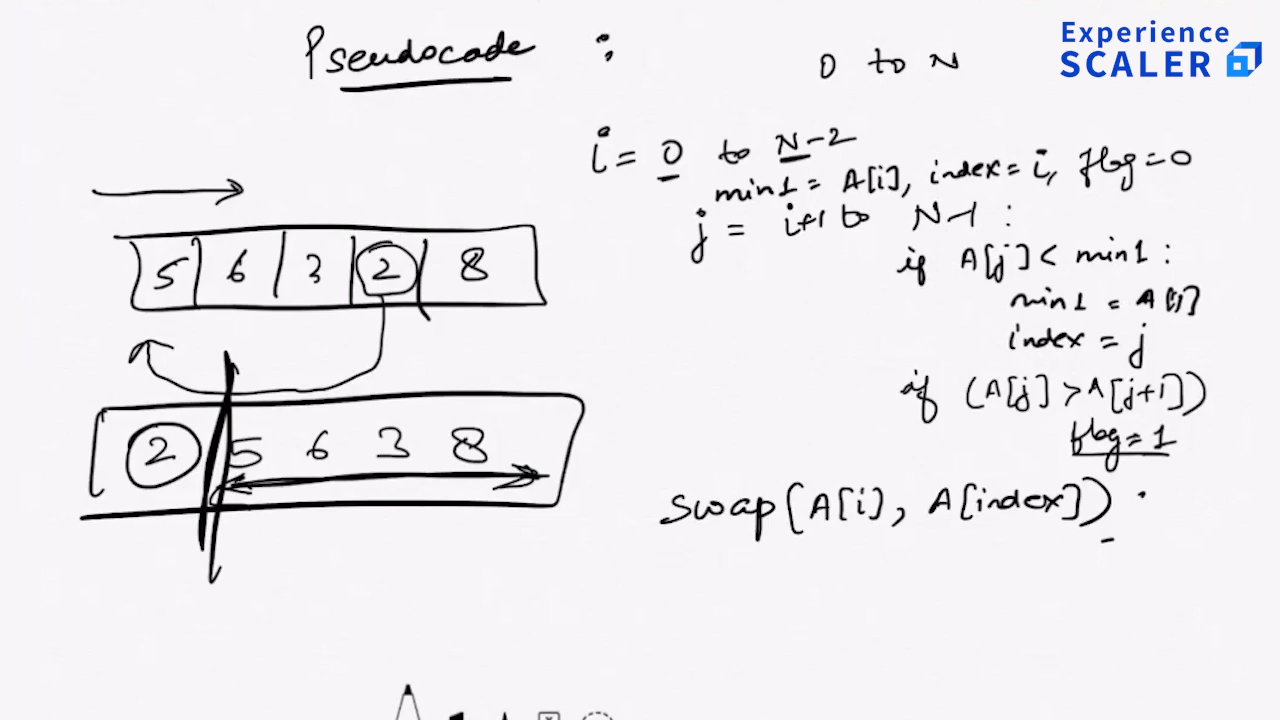 Pseudocode :
0 to N
Experience
SCALER
i = 0 to N-2
min1 = A[i], index = i, flag = 0
j = i+1 to N-1 :
if A[j] < min1 :
min1 = A[j]
index = j
if (A[j] > A[j+1])
flag = 1
swap(A[i], A[index])
5 6 3 2 8
2 5 6 3 8